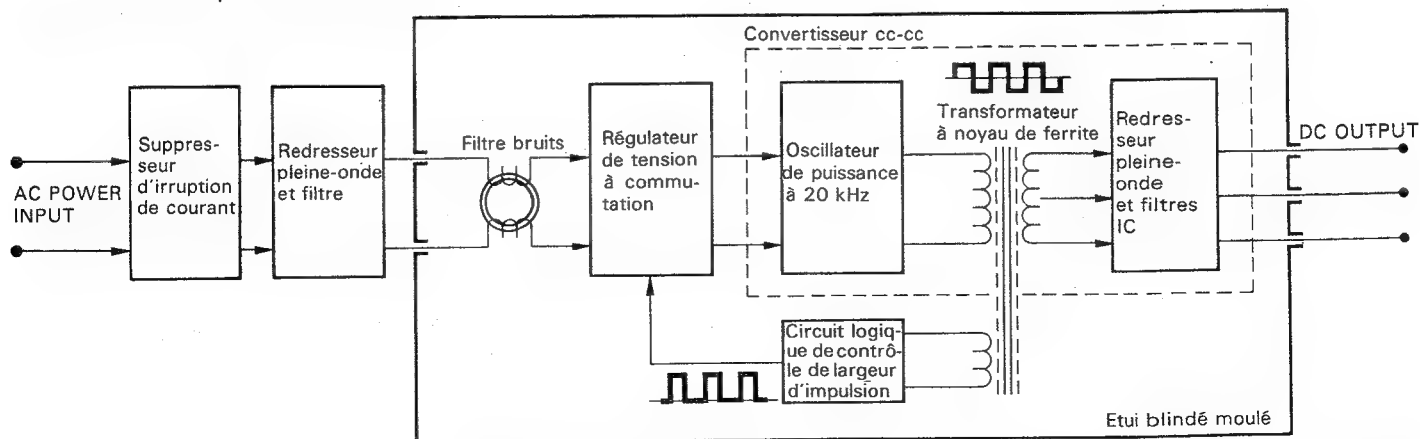 Convertisseur cc-cc
Suppres-
seur
d'irruption
de courant
Redresseur
pleine-onde
et filtre
Filtre bruits
Régulateur
de tension
à commu-
tation
Oscillateur
de puissance
à 20 kHz
Transformateur
à noyau de ferrite
Redres-
seur
pleine-
onde
et filtres
IC
DC OUTPUT
AC POWER
INPUT
Circuit logiq-
ue de contrô-
le de largeur
d'impulsion
Etui blindé moulé